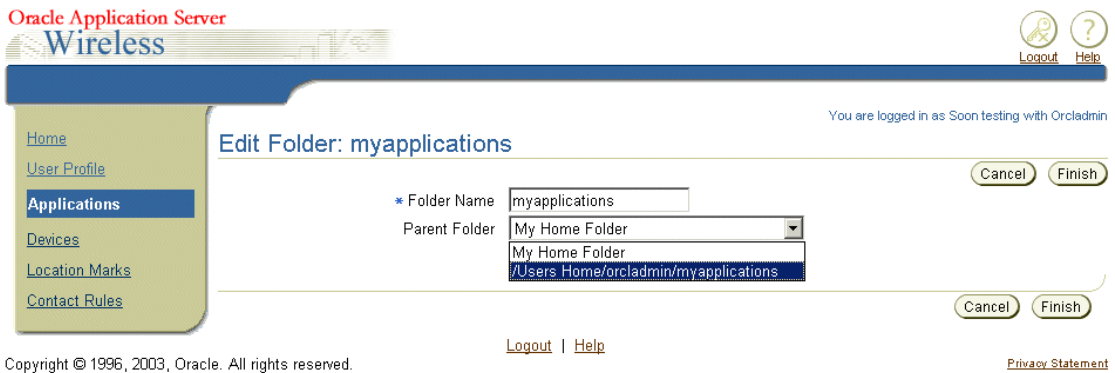 Oracle Application Server
Wireless
Logout Help
You are logged in as Soon testing with Orcladmin
Home
User Profile
Applications
Devices
Location Marks
Contact Rules
Edit Folder: myapplications
Cancel Finish
* Folder Name myapplications
Parent Folder My Home Folder
My Home Folder
/Users Home/orcladmin/myapplications
Cancel Finish
Logout | Help
Copyright © 1996, 2003, Oracle. All rights reserved.
Privacy Statement